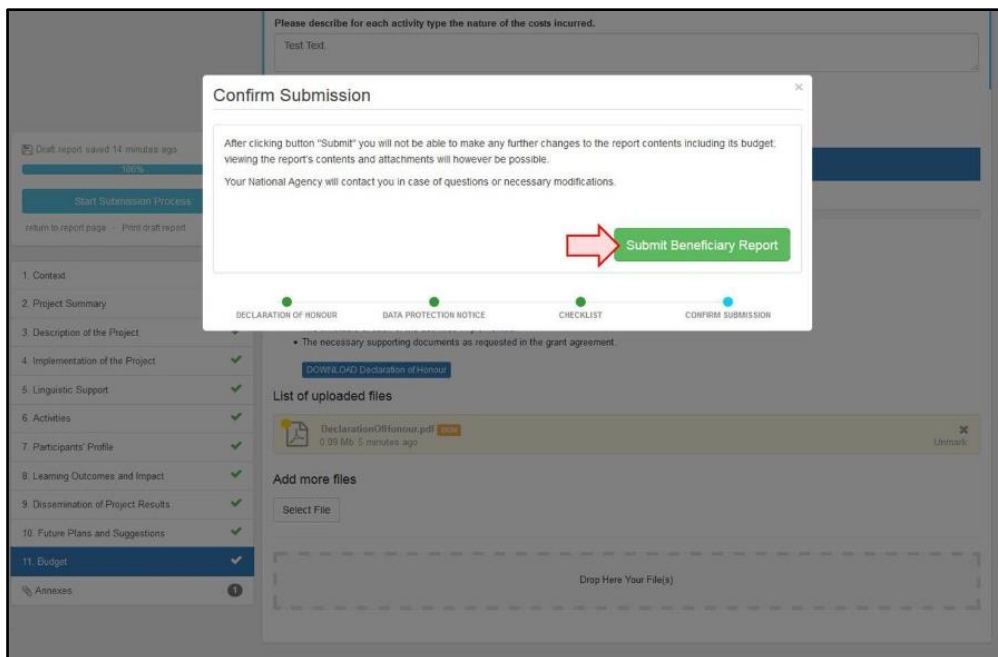 Please describe for each activity type the nature of the costs incurred.
Test Text
Confirm Submission
×
After clicking button "Submit" you will not be able to make any further changes to the report contents including its budget;
viewing the report's contents and attachments will however be possible.
Your National Agency will contact you in case of questions or necessary modifications.
Submit Beneficiary Report
DECLARATION OF HONOUR
DATA PROTECTION NOTICE
CHECKLIST
CONFIRM SUBMISSION
Draft report saved 14 minutes ago
100%
Start Submission Process
return to report page - Print draft report
1. Context
2. Project Summary
3. Description of the Project
4. Implementation of the Project
5. Linguistic Support
6. Activities
7. Participants' Profile
8. Learning Outcomes and Impact
9. Dissemination of Project Results
10. Future Plans and Suggestions
11. Budget
Annexes
1
• The necessary supporting documents as requested in the grant agreement.
DOWNLOAD Declaration of Honour
List of uploaded files
DeclarationOfHonour.pdf
0.09 Mb 5 minutes ago
Unmark
Add more files
Select File
Drop Here Your File(s)